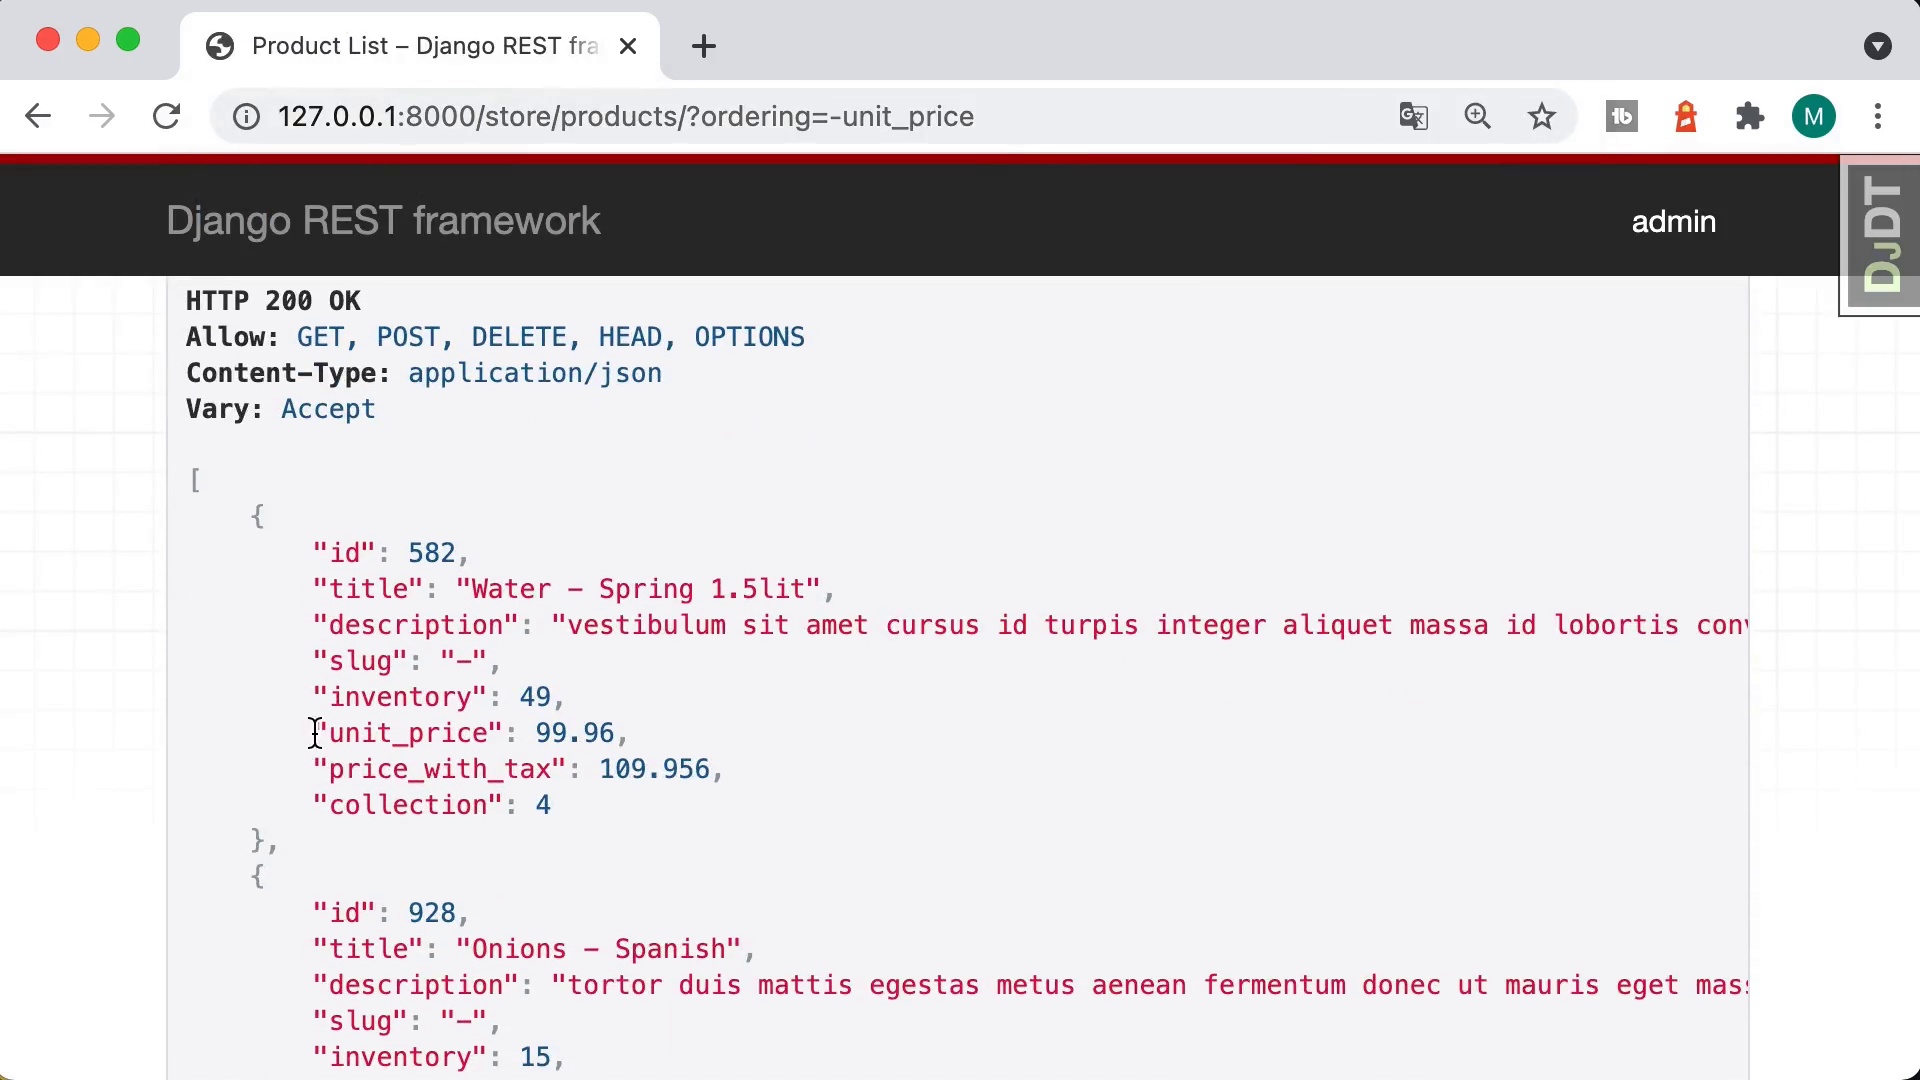 Product List – Django REST fra
127.0.0.1:8000/store/products/?ordering=-unit_price
M
Django REST framework
admin
DJDT
HTTP 200 OK
Allow: GET, POST, DELETE, HEAD, OPTIONS
Content-Type: application/json
Vary: Accept
[
{
"id": 582,
"title": "Water - Spring 1.5lit",
"description": "vestibulum sit amet cursus id turpis integer aliquet massa id lobortis conv
"slug": "-",
"inventory": 49,
"unit_price": 99.96,
"price_with_tax": 109.956,
"collection": 4
},
{
"id": 928,
"title": "Onions - Spanish",
"description": "tortor duis mattis egestas metus aenean fermentum donec ut mauris eget mass
"slug": "-",
"inventory": 15,